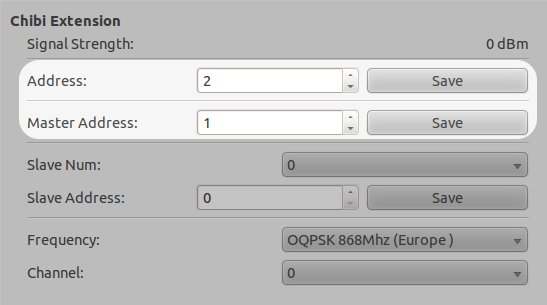 Chibi Extension
Signal Strength: 0 dBm
Address: 2 Save
Master Address: 1 Save
Slave Num: 0
Slave Address: 0 Save
Frequency: OQPSK 868Mhz (Europe )
Channel: 0